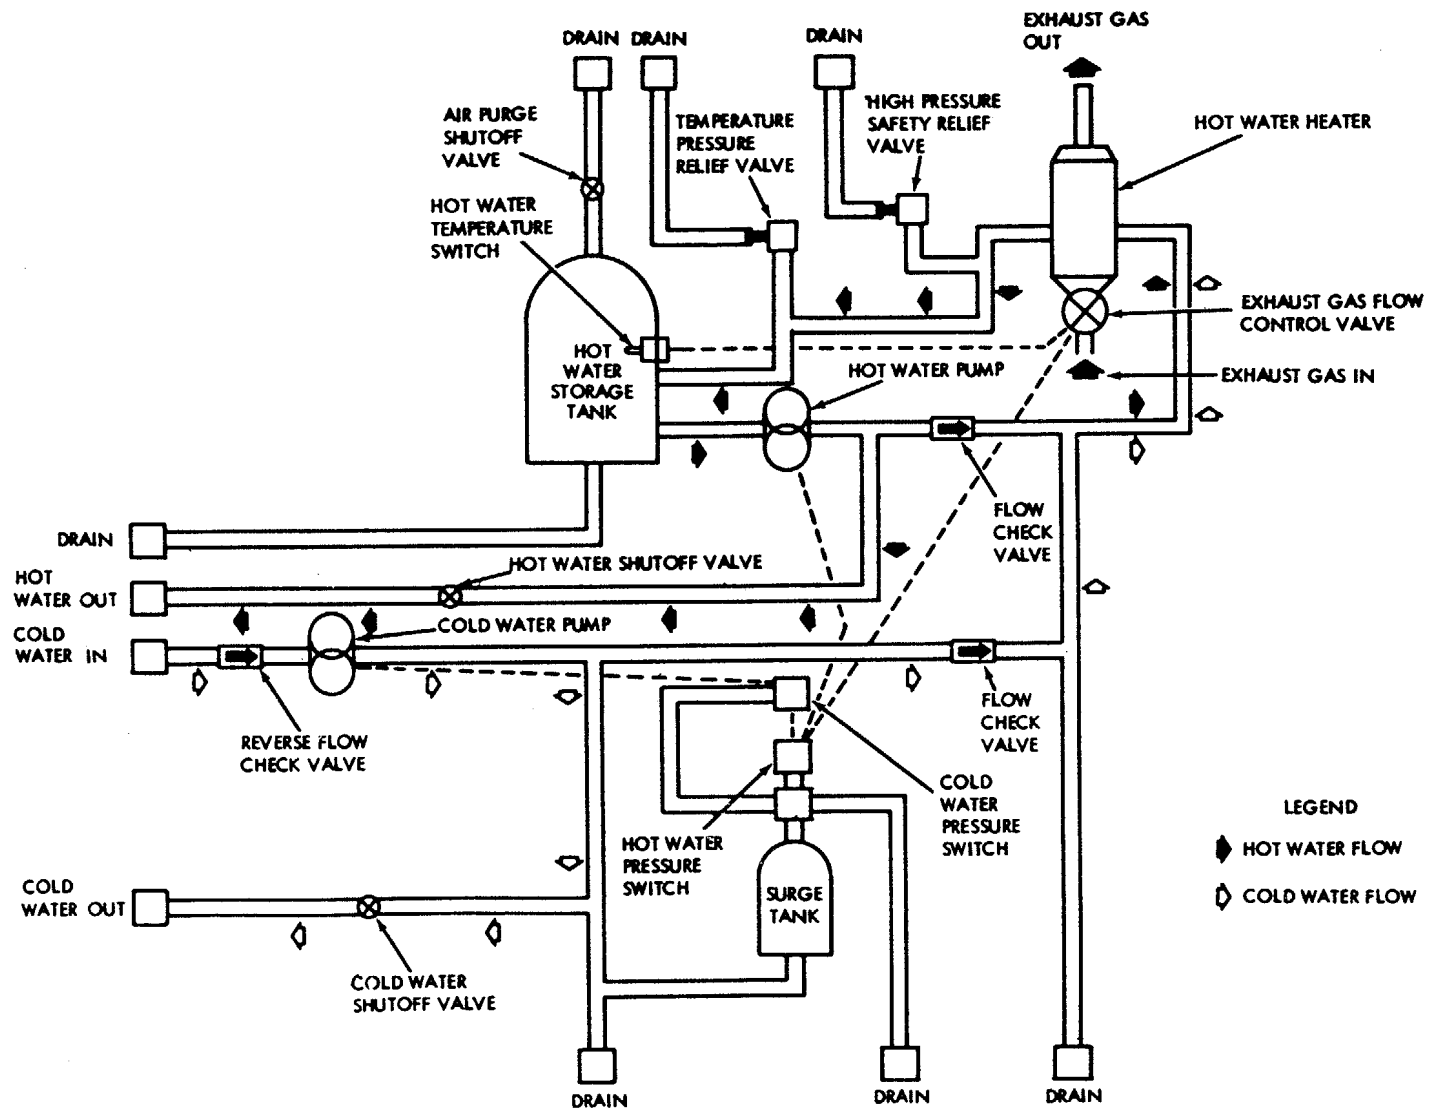 EXHAUST GAS
OUT
DRAIN
DRAIN
DRAIN
HIGH PRESSURE
SAFETY RELIEF
VALVE
AIR PURGE
SHUTOFF
VALVE
TEMPERATURE
PRESSURE
RELIEF VALVE
HOT WATER HEATER
HOT WATER
TEMPERATURE
SWITCH
EXHAUST GAS FLOW
CONTROL VALVE
HOT
WATER
STORAGE
TANK
HOT WATER PUMP
EXHAUST GAS IN
FLOW
CHECK
VALVE
DRAIN
HOT WATER SHUTOFF VALVE
HOT
WATER OUT
COLD WATER PUMP
COLD
WATER IN
FLOW
CHECK
VALVE
REVERSE FLOW
CHECK VALVE
COLD
WATER
PRESSURE
SWITCH
LEGEND
HOT WATER FLOW
COLD WATER FLOW
HOT WATER
PRESSURE
SWITCH
SURGE
TANK
COLD
WATER OUT
COLD WATER
SHUTOFF VALVE
DRAIN
DRAIN
DRAIN